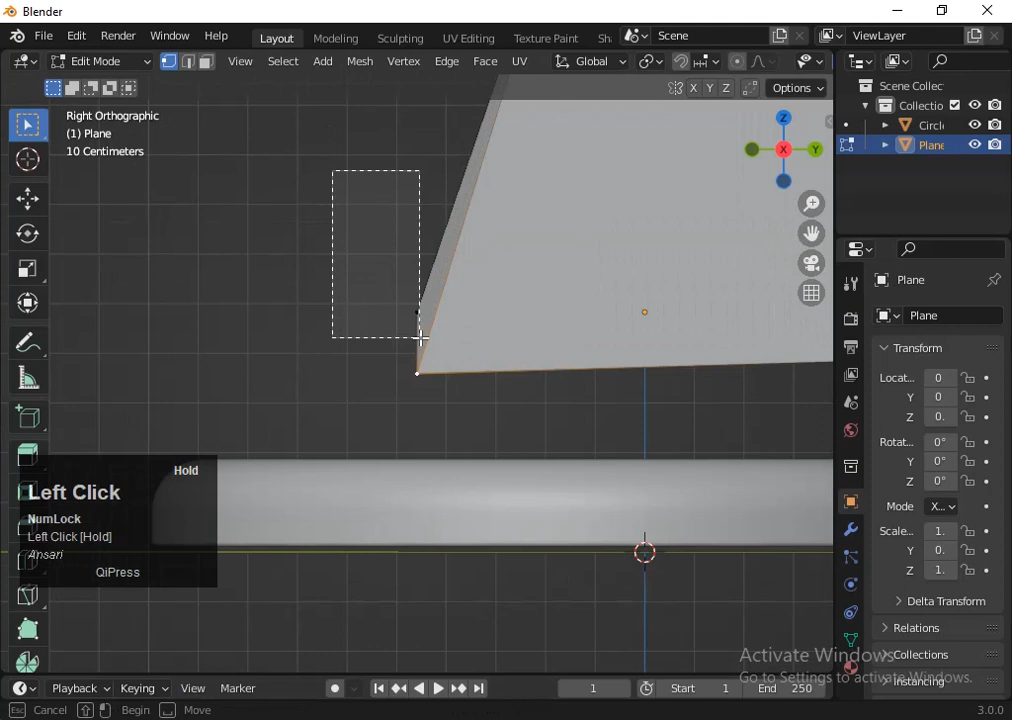 Blender
File Edit Render Window Help
Layout Modeling Sculpting UV Editing Texture Paint Sh
Scene
ViewLayer
Edit Mode
View Select Add Mesh Vertex Edge Face UV
Global
X Y Z
Options
Right Orthographic
(1) Plane
10 Centimeters
Z
X
Y
Scene Collec
Collectio
Circle
Plane
Plane
Plane
Transform
Locat... 0
Y 0
Z 0.
Rotat... 0°
Y 0°
Z 0°
Mode X...
Scale... 1.
Y 0.
Z 1.
Delta Transform
Relations
Collections
Instancing
Hold
Left Click
NumLock
Left Click [Hold]
Ansari
QiPress
Activate Windows
Go to Settings to activate Windows.
Playback Keying View Marker
1
Start 1
End 250
Esc Cancel Begin Move
3.0.0